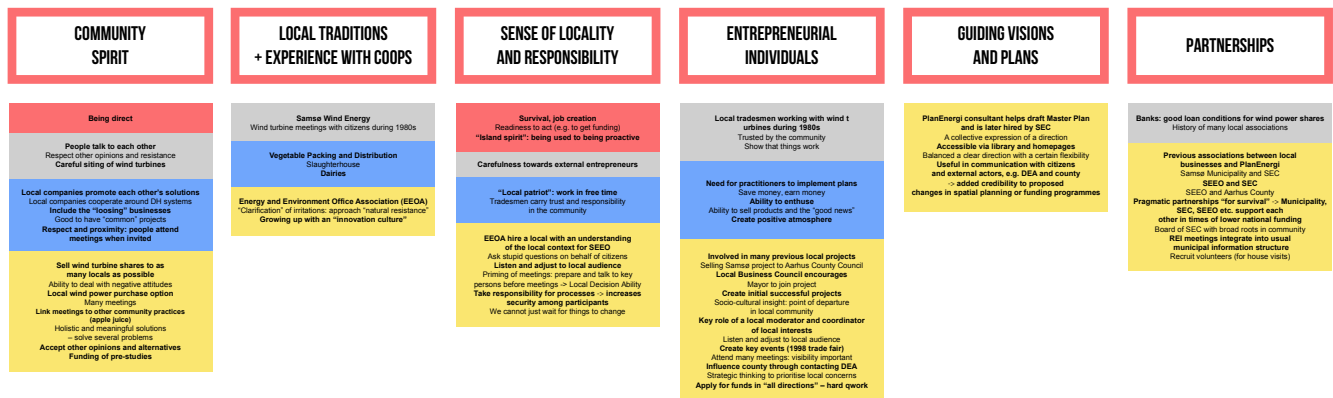 COMMUNITY
SPIRIT
Being direct
People talk to each other
Respect other opinions and resistance
Careful siting of wind turbines
Local companies promote each other's solutions
Local companies cooperate around DH systems
Include the "loosing" businesses
Good to have "common" projects
Respect and proximity: people attend
meetings when invited
Sell wind turbine shares to as
many locals as possible
Ability to deal with negative attitudes
Local wind power purchase option
Many meetings
Link meetings to other community practices
(apple juice)
Holistic and meaningful solutions
– solve several problems
Accept other opinions and alternatives
Funding of pre-studies
LOCAL TRADITIONS
+ EXPERIENCE WITH COOPS
Samsø Wind Energy
Wind turbine meetings with citizens during 1980s
Vegetable Packing and Distribution
Slaughterhouse
Dairies
Energy and Environment Office Association (EEOA)
"Clarification" of irritations: approach "natural resistance"
Growing up with an "innovation culture"
SENSE OF LOCALITY
AND RESPONSIBILITY
Survival, job creation
Readiness to act (e.g. to get funding)
"Island spirit": being used to being proactive
Carefulness towards external entrepreneurs
"Local patriot": work in free time
Tradesmen carry trust and responsibility
in the community
EEOA hire a local with an understanding
of the local context for SEEO
Ask stupid questions on behalf of citizens
Listen and adjust to local audience
Priming of meetings: prepare and talk to key
persons before meetings -> Local Decision Ability
Take responsibility for processes -> increases
security among participants
We cannot just wait for things to change
ENTREPRENEURIAL
INDIVIDUALS
Local tradesmen working with wind t
urbines during 1980s
Trusted by the community
Show that things work
Need for practitioners to implement plans
Save money, earn money
Ability to enthuse
Ability to sell products and the "good news"
Create positive atmosphere
Involved in many previous local projects
Selling Samsø project to Aarhus County Council
Local Business Council encourages
Mayor to join project
Create initial successful projects
Socio-cultural insight: point of departure
in local community
Key role of a local moderator and coordinator
of local interests
Listen and adjust to local audience
Create key events (1998 trade fair)
Attend many meetings: visibility important
Influence county through contacting DEA
Strategic thinking to prioritise local concerns
Apply for funds in "all directions" – hard qwork
GUIDING VISIONS
AND PLANS
PlanEnergi consultant helps draft Master Plan
and is later hired by SEC
A collective expression of a direction
Accessible via library and homepages
Balanced a clear direction with a certain flexibility
Useful in communication with citizens
and external actors, e.g. DEA and county
-> added credibility to proposed
changes in spatial planning or funding programmes
PARTNERSHIPS
Banks: good loan conditions for wind power shares
History of many local associations
Previous associations between local
businesses and PlanEnergi
Samsø Municipality and SEC
SEEO and SEC
SEEO and Aarhus County
Pragmatic partnerships "for survival" -> Municipality,
SEC, SEEO etc. support each
other in times of lower national funding
Board of SEC with broad roots in community
REI meetings integrate into usual
municipal information structure
Recruit volunteers (for house visits)